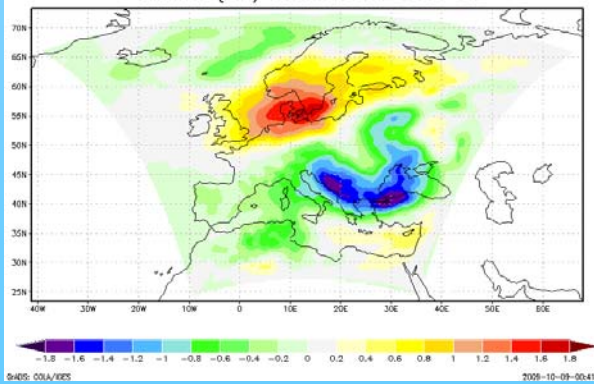 70N
65N
60N
55N
50N
45N
40N
35N
30N
25N
40W 30W 20W 10W 0 10E 20E 30E 40E 50E 60E
-1.8 -1.6 -1.4 -1.2 -1 -0.8 -0.6 -0.4 -0.2 0 0.2 0.4 0.6 0.8 1 1.2 1.4 1.6 1.8
GrADS: COLA/IGES
2009-10-09-00:41